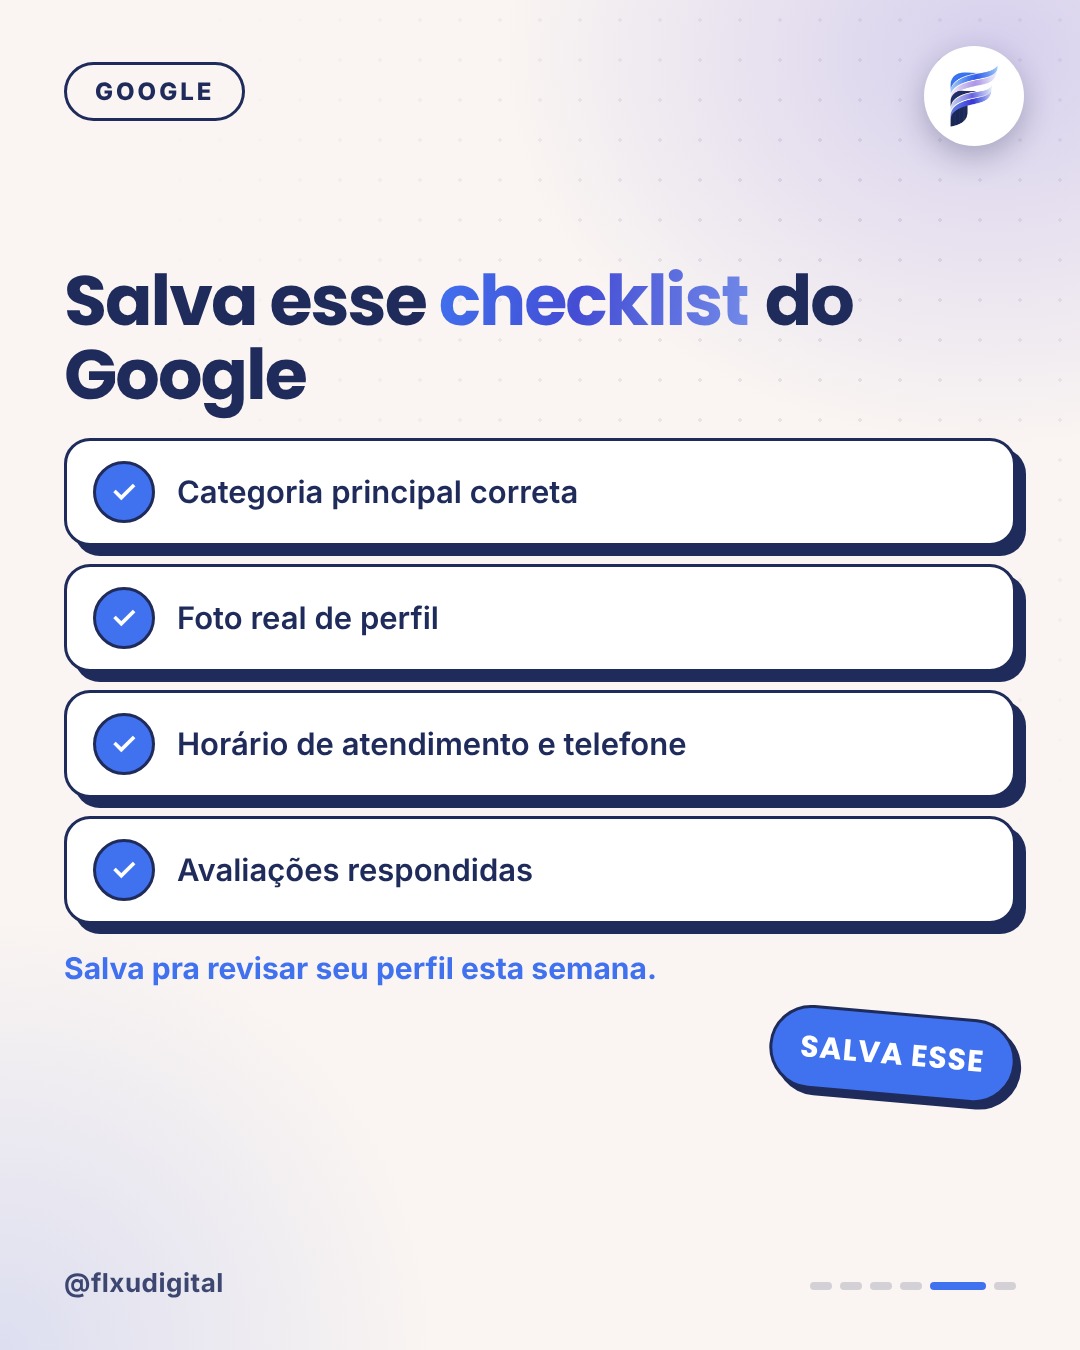 GOOGLE
Salva esse checklist do
Google
Categoria principal correta
Foto real de perfil
Horário de atendimento e telefone
Avaliações respondidas
Salva pra revisar seu perfil esta semana.
SALVA ESSE
@flxudigital